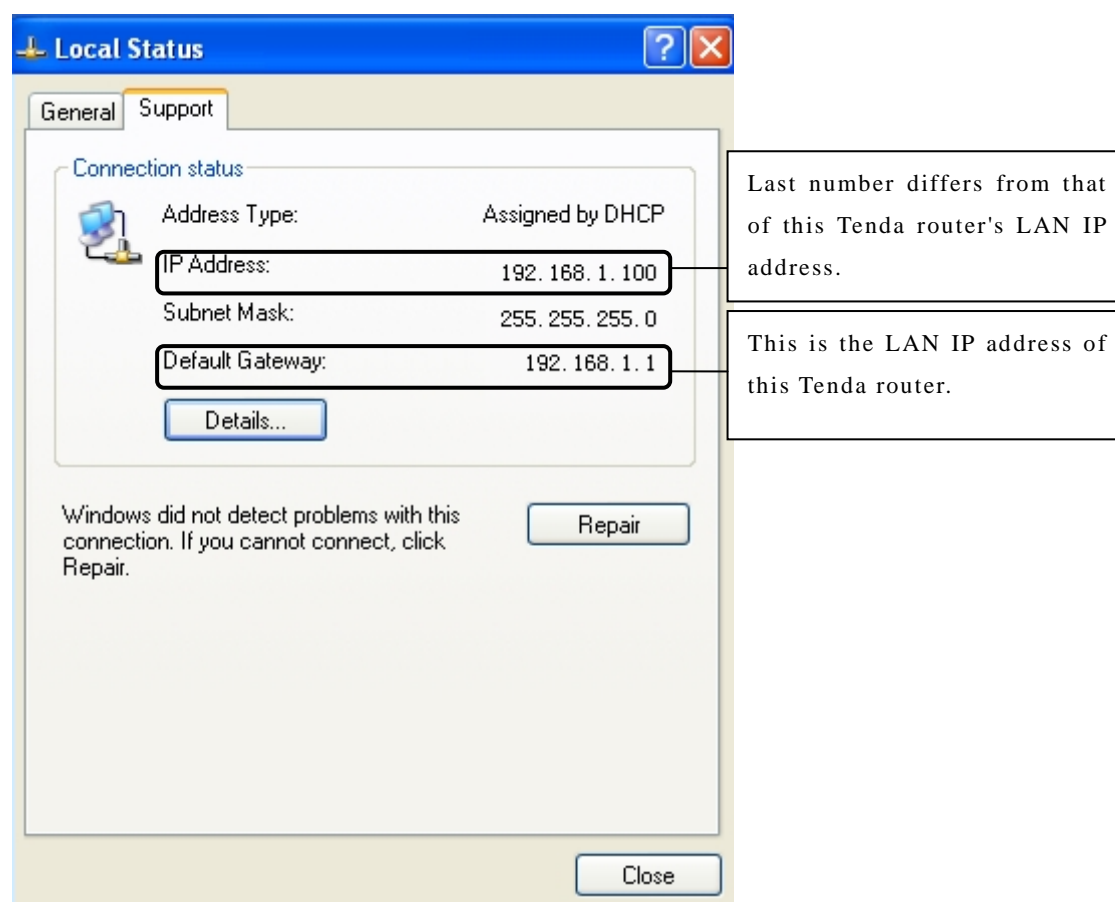 Local Status
General Support
Connection status
Address Type: Assigned by DHCP
IP Address: 192.168.1.100
Subnet Mask: 255.255.255.0
Default Gateway: 192.168.1.1
Details...
Windows did not detect problems with this
connection. If you cannot connect, click
Repair.
Repair
Close
Last number differs from that
of this Tenda router's LAN IP
address.
This is the LAN IP address of
this Tenda router.